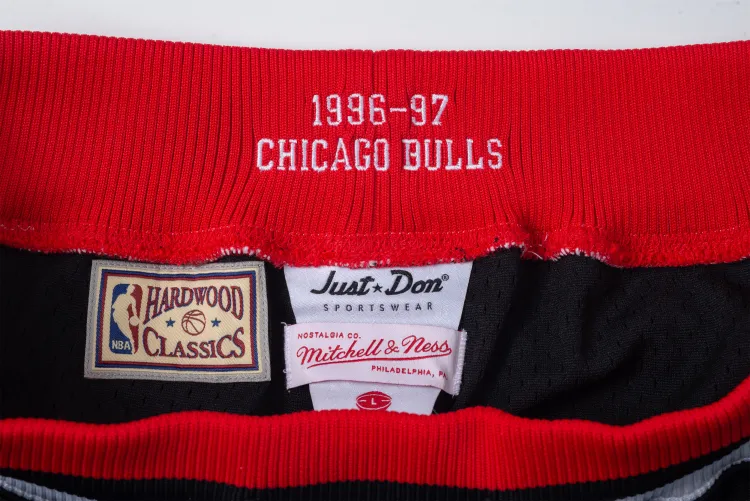 1996-97
CHICAGO BULLS
HARDWOOD
CLASSICS
NBA
Just Don®
SPORTSWEAR
NOSTALGIA CO.
Mitchell & Ness
PHILADELPHIA, PA
L